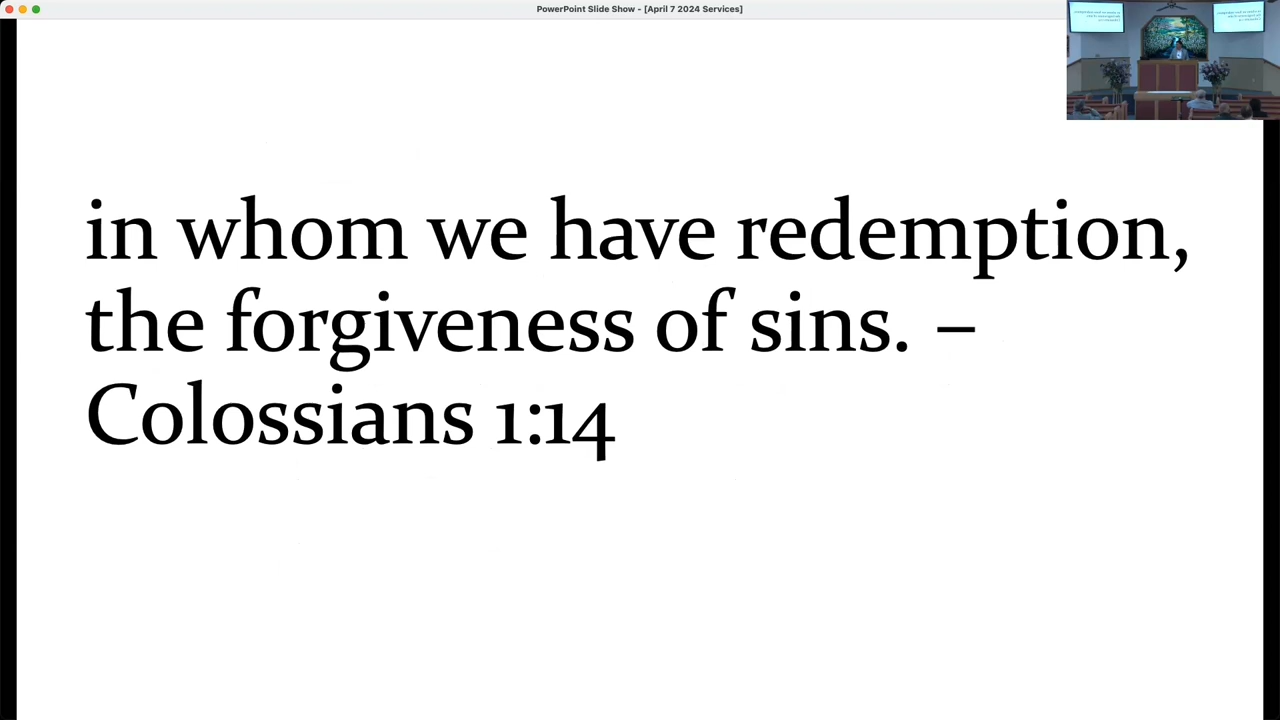 PowerPoint Slide Show - [April 7 2024 Services]
in whom we have redemption,
the forgiveness of sins. –
Colossians 1:14